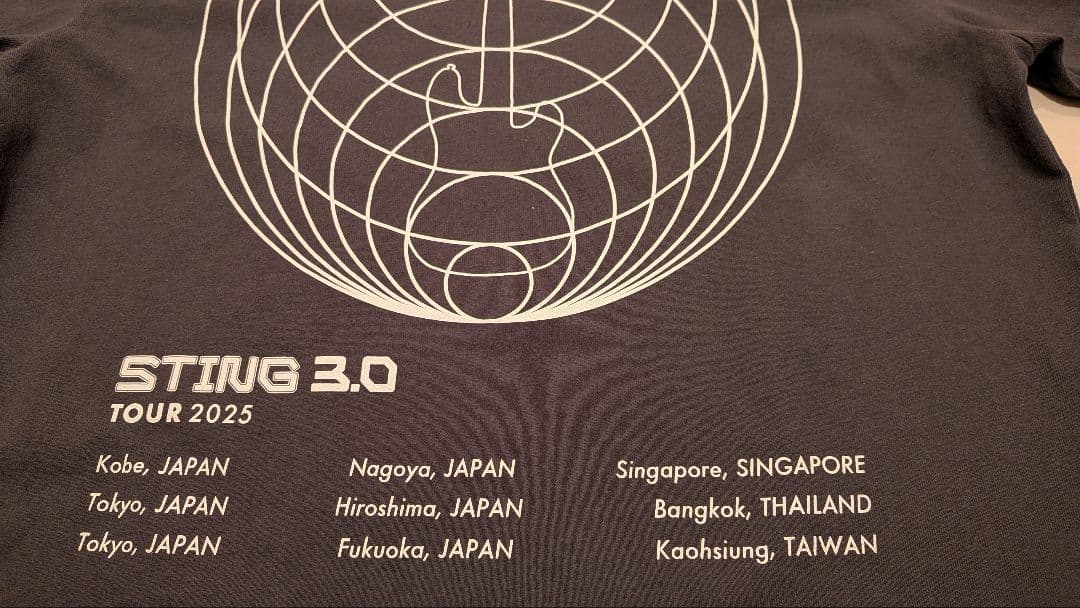 STING 3.0
TOUR 2025
Kobe, JAPAN
Tokyo, JAPAN
Tokyo, JAPAN
Nagoya, JAPAN
Hiroshima, JAPAN
Fukuoka, JAPAN
Singapore, SINGAPORE
Bangkok, THAILAND
Kaohsiung, TAIWAN